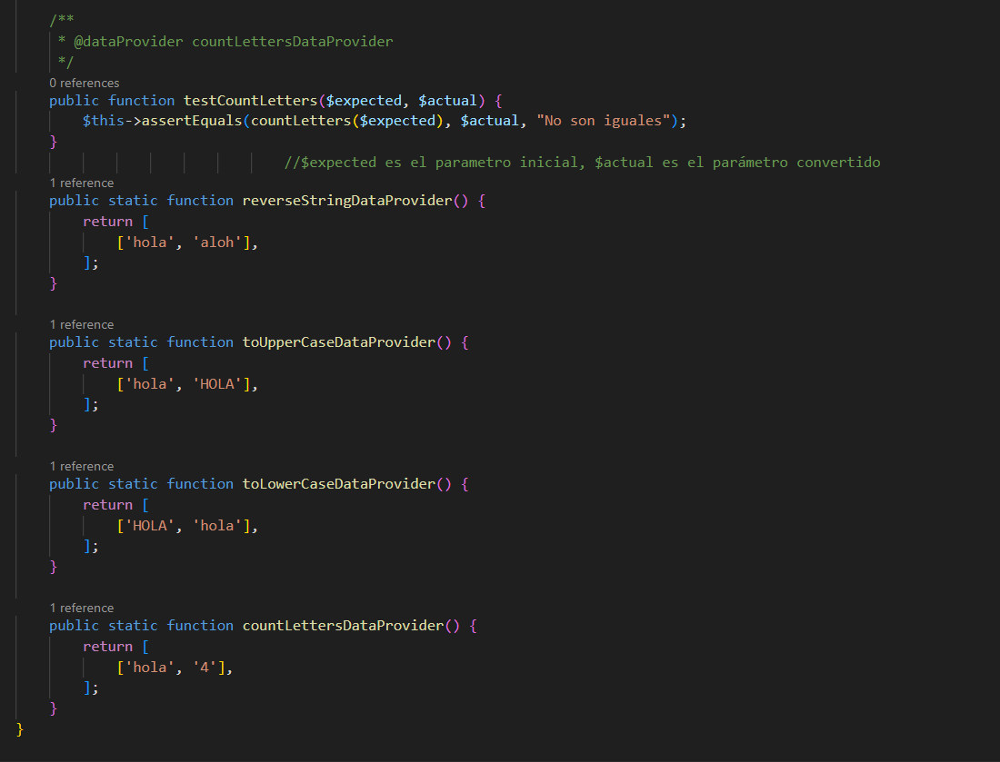 /**
* @dataProvider countLettersDataProvider
*/
0 references
public function testCountLetters($expected, $actual) {
$this->assertEquals(countLetters($expected), $actual, "No son iguales");
}
//$expected es el parametro inicial, $actual es el parámetro convertido
1 reference
public static function reverseStringDataProvider() {
return [
['hola', 'aloh'],
];
}
1 reference
public static function toUpperCaseDataProvider() {
return [
['hola', 'HOLA'],
];
}
1 reference
public static function toLowerCaseDataProvider() {
return [
['HOLA', 'hola'],
];
}
1 reference
public static function countLettersDataProvider() {
return [
['hola', '4'],
];
}
}